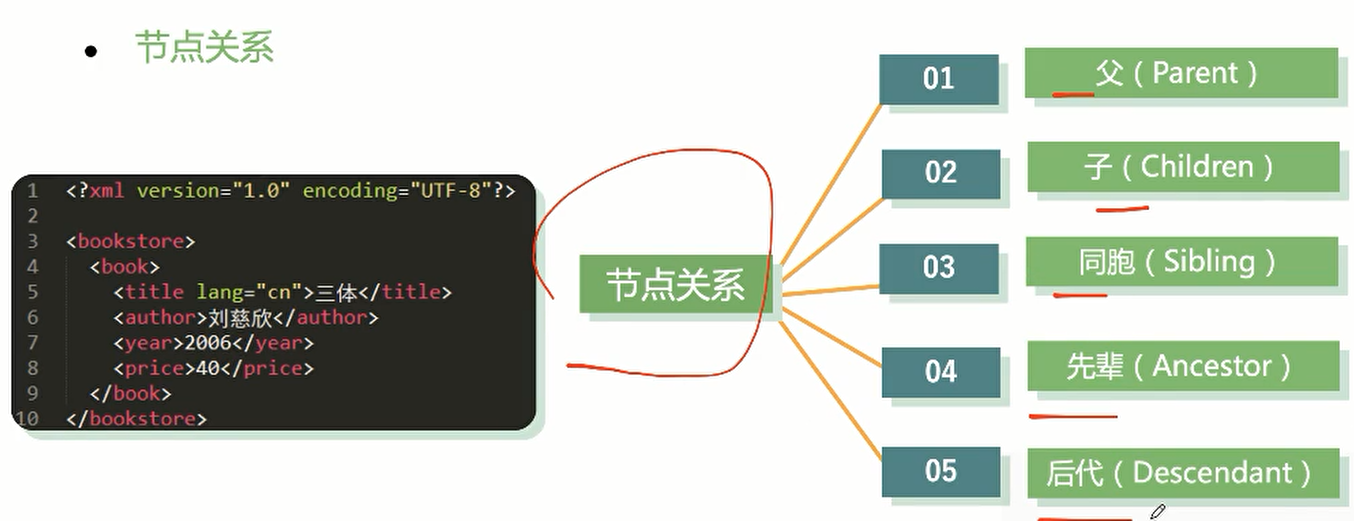 • 节点关系
1 <?xml version="1.0" encoding="UTF-8"?>
2
3 <bookstore>
4 <book>
5 <title lang="cn">三体</title>
6 <author>刘慈欣</author>
7 <year>2006</year>
8 <price>40</price>
9 </book>
10 </bookstore>
节点关系
01 父（Parent）
02 子（Children）
03 同胞（Sibling）
04 先辈（Ancestor）
05 后代（Descendant）